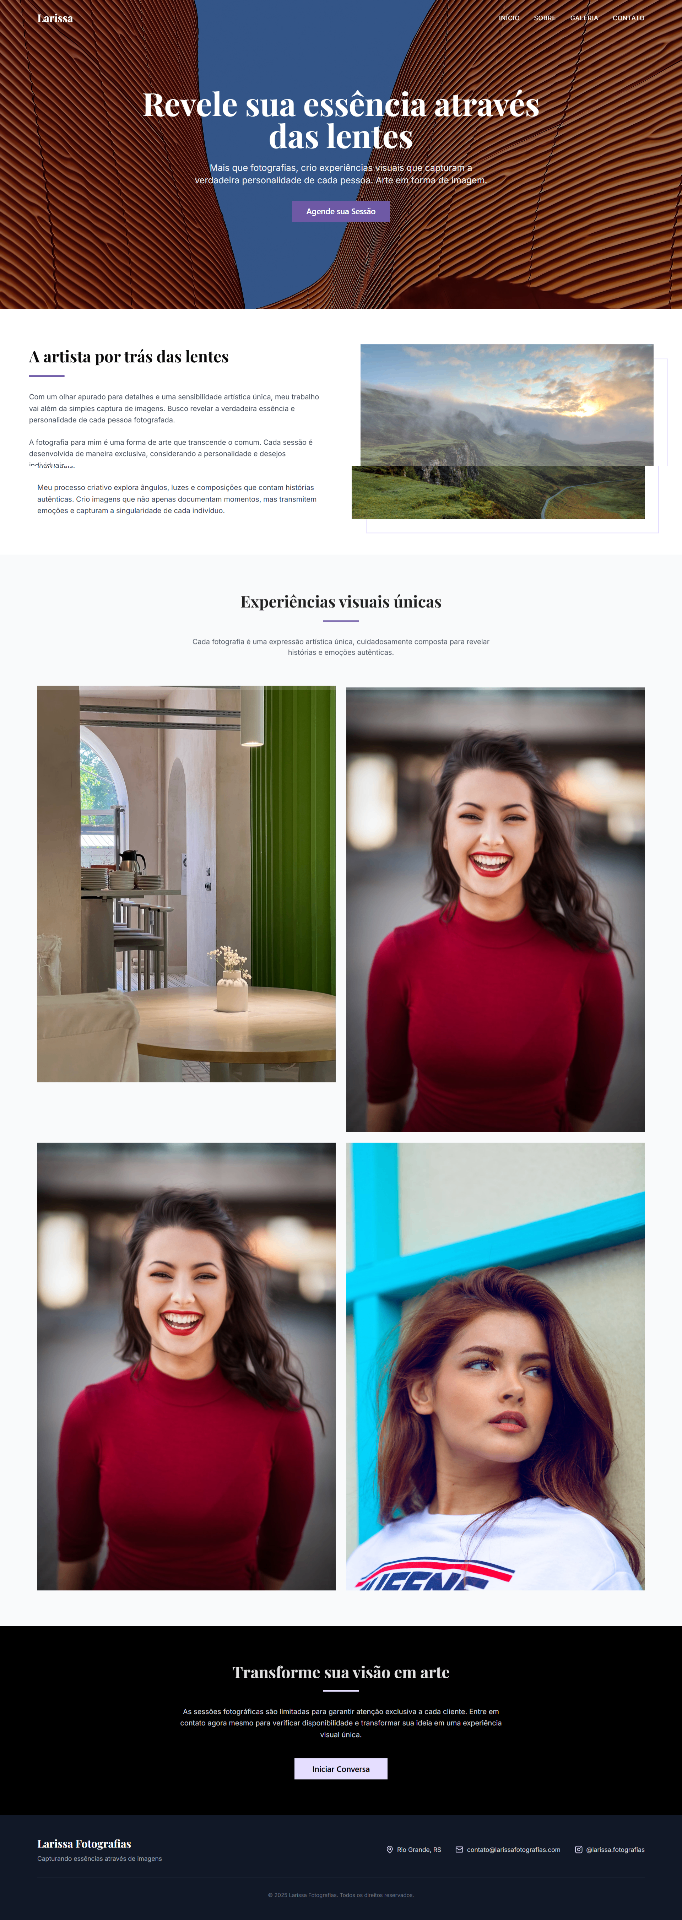 Larissa
INÍCIO SOBRE GALERIA CONTATO
Revele sua essência através
das lentes
Mais que fotografias, crio experiências visuais que capturam a
verdadeira personalidade de cada pessoa. Arte em forma de imagem.
Agende sua Sessão
A artista por trás das lentes
Com um olhar apurado para detalhes e uma sensibilidade artística única, meu trabalho
vai além da simples captura de imagens. Busco revelar a verdadeira essência e
personalidade de cada pessoa fotografada.
A fotografia para mim é uma forma de arte que transcende o comum. Cada sessão é
desenvolvida de maneira exclusiva, considerando a personalidade e desejos
Meu processo criativo explora ângulos, luzes e composições que contam histórias
autênticas. Crio imagens que não apenas documentam momentos, mas transmitem
emoções e capturam a singularidade de cada indivíduo.
Experiências visuais únicas
Cada fotografia é uma expressão artística única, cuidadosamente composta para revelar
histórias e emoções autênticas.
Transforme sua visão em arte
As sessões fotográficas são limitadas para garantir atenção exclusiva a cada cliente. Entre em
contato agora mesmo para verificar disponibilidade e transformar sua ideia em uma experiência
visual única.
Iniciar Conversa
Larissa Fotografias
Capturando essências através de imagens
Rio Grande, RS
contato@larissafotografias.com
@larissa.fotografias
© 2025 Larissa Fotografias. Todos os direitos reservados.